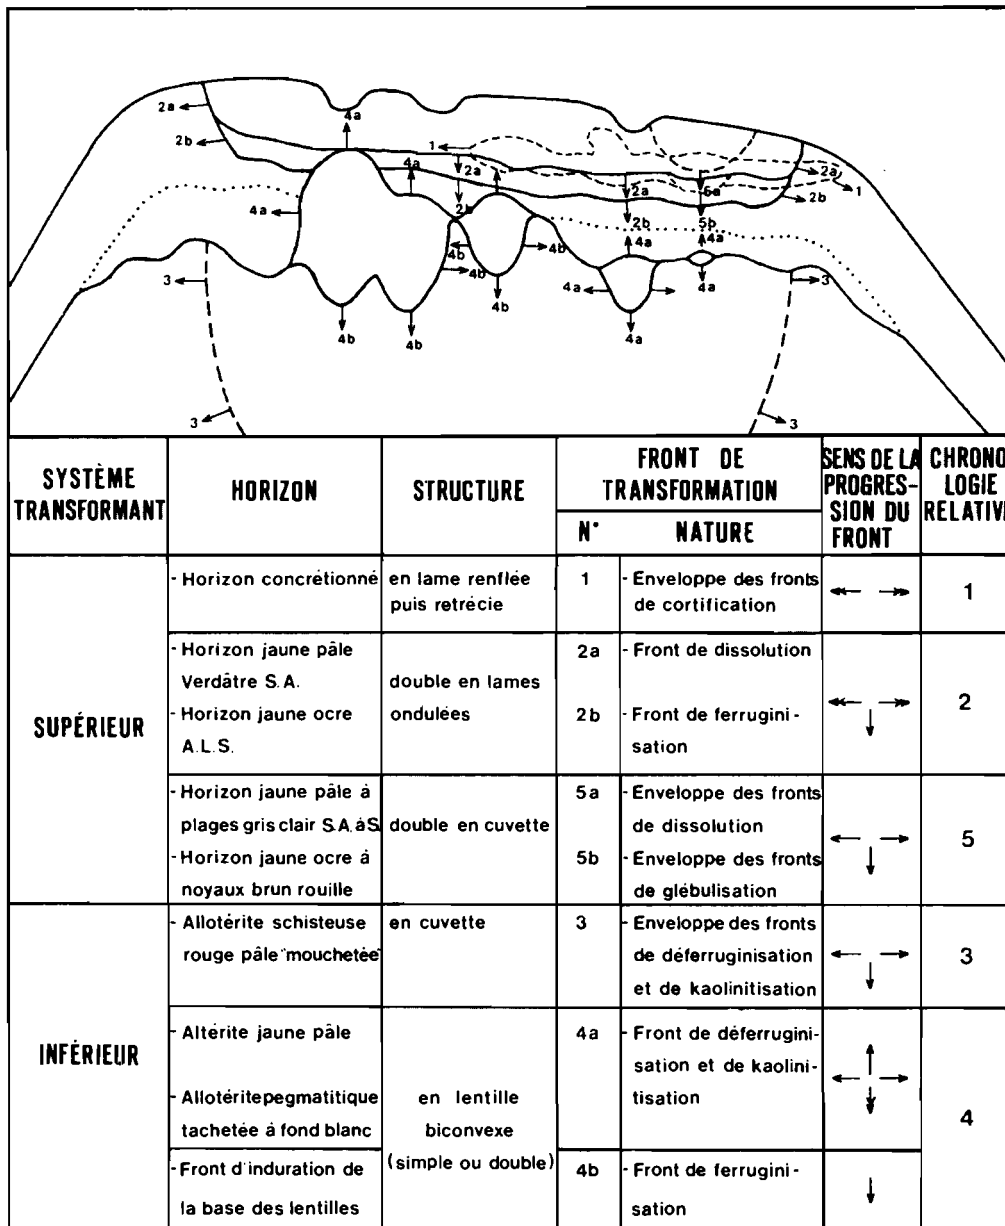 4a
2a
2b
1
4a
2a
2a
5a
2a
1
2b
2b
2b
5b
4a
4a
4a
4b
4b
4b
3
4b
4a
4a
3
4b
4b
4a
3
3
SYSTÈME
TRANSFORMANT
HORIZON
STRUCTURE
FRONT DE
TRANSFORMATION
N°
NATURE
SENS DE LA
PROGRES-
SION DU
FRONT
CHRONO
LOGIE
RELATIVE
SUPÉRIEUR
- Horizon concrétionné
en lame renflée
puis retrécie
1
- Enveloppe des fronts
de cortification
1
- Horizon jaune pâle
Verdâtre S.A.
- Horizon jaune ocre
A.L.S.
double en lames
ondulées
2a
- Front de dissolution
2b
- Front de ferrugini-
sation
2
- Horizon jaune pâle à
plages gris clair S.A. à S.
- Horizon jaune ocre à
noyaux brun rouille
double en cuvette
5a
- Enveloppe des fronts
de dissolution
5b
- Enveloppe des fronts
de glébulisation
5
INFÉRIEUR
- Allotérite schisteuse
rouge pâle "mouchetée"
en cuvette
3
- Enveloppe des fronts
de déferruginisation
et de kaolinitisation
3
- Altérite jaune pâle
- Allotérite pegmatitique
tachetée à fond blanc
en lentille
biconvexe
(simple ou double)
4a
- Front de déferrugini-
sation et de kaolini-
tisation
4
- Front d'induration de
la base des lentilles
4b
- Front de ferrugini-
sation